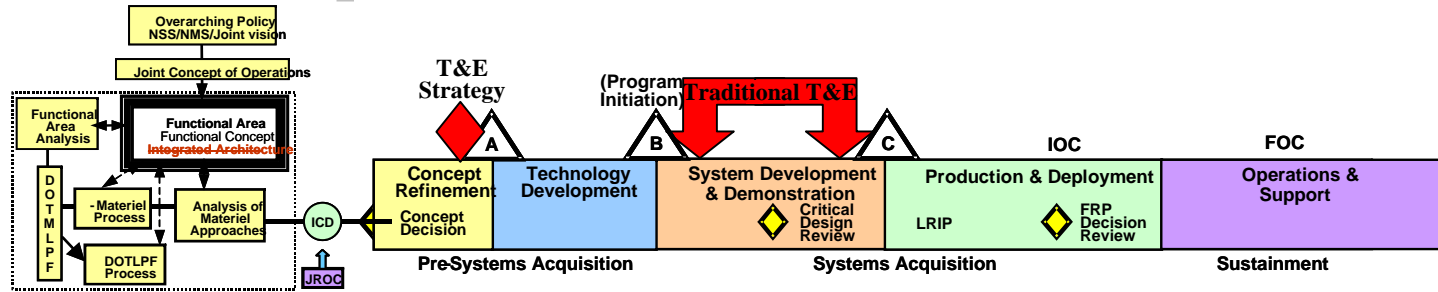 Overarching Policy
NSS/NMS/Joint vision
Joint Concept of Operations
Functional
Area
Analysis
Functional Area
Functional Concept
Integrated Architecture
D
O
T
M
L
P
F
- Materiel
Process
Analysis of
Materiel
Approaches
DOTLPF
Process
ICD
JROC
T&E
Strategy
(Program
Initiation)
Traditional T&E
A
B
C
IOC
FOC
Concept
Refinement
Technology
Development
System Development
& Demonstration
Production & Deployment
Operations &
Support
Concept
Decision
Critical
Design
Review
LRIP
FRP
Decision
Review
Pre-Systems Acquisition
Systems Acquisition
Sustainment